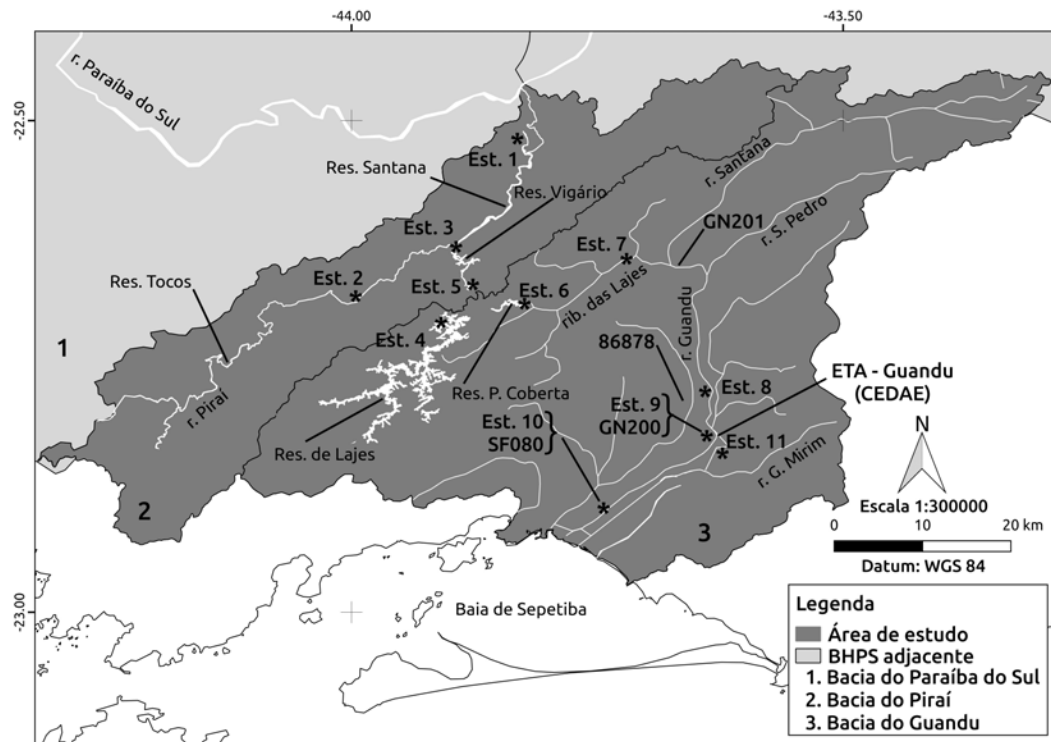 -44.00
-43.50
r. Paraíba do Sul
-22.50
Est. 1
Res. Santana
r. Santana
Res. Vigário
GN201
r. S. Pedro
Est. 3
Est. 7
Res. Tocos
Est. 2
Est. 5
Est. 6
rib. das Lajes
r. Guandu
Est. 4
86878
1
ETA - Guandu
(CEDAE)
Res. P. Coberta
Est. 8
r. Piraí
Est. 9
GN200
Est. 10
SF080
Res. de Lajes
Est. 11
r. G. Mirim
N
2
3
Escala 1:300000
0 10 20 km
Datum: WGS 84
-23.00
Baia de Sepetiba
Legenda
Área de estudo
BHPS adjacente
1. Bacia do Paraíba do Sul
2. Bacia do Piraí
3. Bacia do Guandu